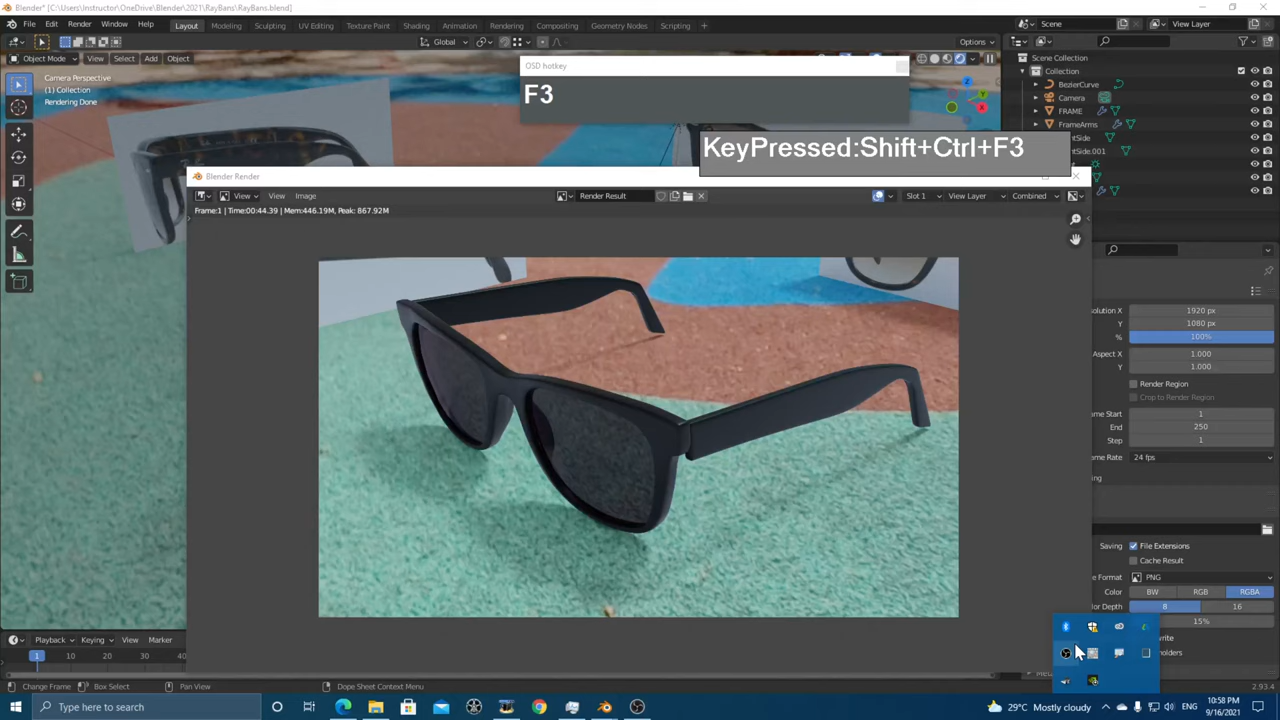 Blender* [C:\Users\Instructor\OneDrive\Blender\2021\RayBans\RayBans.blend]
File Edit Render Window Help Layout Modeling Sculpting UV Editing Texture Paint Shading Animation Rendering Compositing Geometry Nodes Scripting Scene View Layer
Global Options
Object Mode View Select Add Object
OSD hotkey
F3
KeyPressed:Shift+Ctrl+F3
Camera Perspective
(1) Collection
Rendering Done
Scene Collection
Collection
BezierCurve
Camera
FRAME
FrameArms
Blender Render
View View Image Render Result Slot 1 View Layer Combined
Frame:1 | Time:00:44.39 | Mem:446.19M, Peak: 867.92M
1920 px
Y 1080 px
% 100%
Aspect X 1.000
Y 1.000
Render Region
Crop to Render Region
1
End 250
Step 1
24 fps
Saving File Extensions
Cache Result
PNG
Color BW RGB RGBA
8 16
15%
Playback Keying View Marker
1 10 20 30 40 50 60
Change Frame Box Select Pan View Dope Sheet Context Menu 2.93.4
Type here to search
29°C Mostly cloudy
10:58 PM
9/16/2021